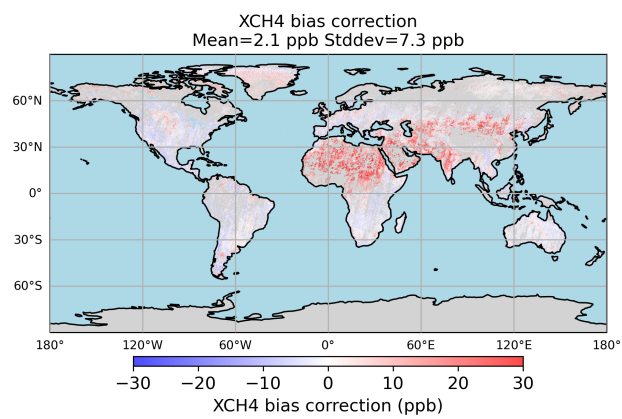 XCH4 bias correction
Mean=2.1 ppb Stddev=7.3 ppb
60°N
30°N
0°
30°S
60°S
180° 120°W 60°W 0° 60°E 120°E 180°
−30 −20 −10 0 10 20 30
XCH4 bias correction (ppb)